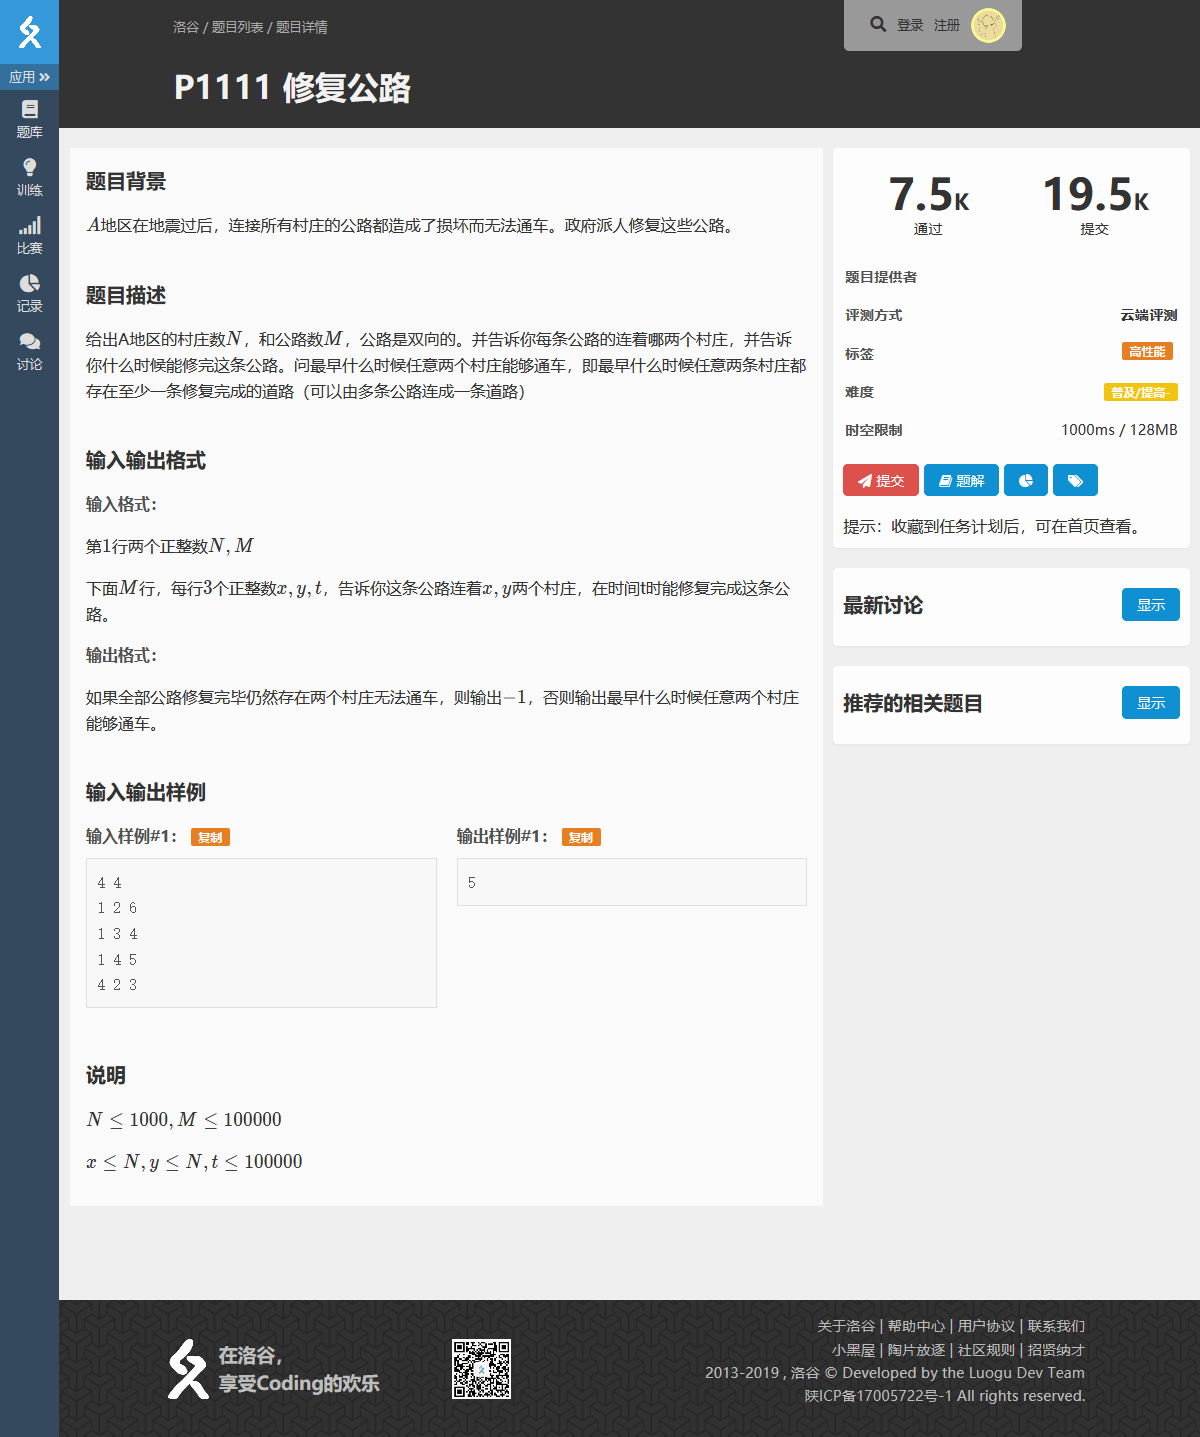 洛谷 / 题目列表 / 题目详情
登录 注册
应用
P1111 修复公路
题库
训练
比赛
记录
讨论
题目背景
A地区在地震过后，连接所有村庄的公路都造成了损坏而无法通车。政府派人修复这些公路。
题目描述
给出A地区的村庄数N，和公路数M，公路是双向的。并告诉你每条公路的连着哪两个村庄，并告诉
你什么时候能修完这条公路。问最早什么时候任意两个村庄能够通车，即最早什么时候任意两条村庄都
存在至少一条修复完成的道路（可以由多条公路连成一条道路）
输入输出格式
输入格式：
第1行两个正整数N, M
下面M行，每行3个正整数x, y, t，告诉你这条公路连着x, y两个村庄，在时间t时能修复完成这条公
路。
输出格式：
如果全部公路修复完毕仍然存在两个村庄无法通车，则输出−1，否则输出最早什么时候任意两个村庄
能够通车。
输入输出样例
输入样例#1： 复制
4 4
1 2 6
1 3 4
1 4 5
4 2 3
输出样例#1： 复制
5
说明
N ≤ 1000, M ≤ 100000
x ≤ N, y ≤ N, t ≤ 100000
7.5K
通过
19.5K
提交
题目提供者
评测方式 云端评测
标签 高性能
难度 普及/提高-
时空限制 1000ms / 128MB
提交 题解
提示：收藏到任务计划后，可在首页查看。
最新讨论 显示
推荐的相关题目 显示
在洛谷，
享受Coding的欢乐
关于洛谷 | 帮助中心 | 用户协议 | 联系我们
小黑屋 | 陶片放逐 | 社区规则 | 招贤纳才
2013-2019 , 洛谷 © Developed by the Luogu Dev Team
陕ICP备17005722号-1 All rights reserved.